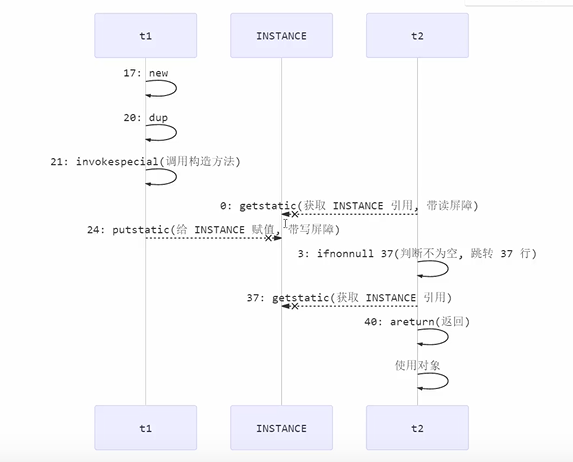 t1 INSTANCE t2
17: new
20: dup
21: invokespecial(调用构造方法)
0: getstatic(获取 INSTANCE 引用, 带读屏障)
24: putstatic(给 INSTANCE 赋值, 带写屏障)
3: ifnonnull 37(判断不为空, 跳转 37 行)
37: getstatic(获取 INSTANCE 引用)
40: areturn(返回)
使用对象
t1 INSTANCE t2